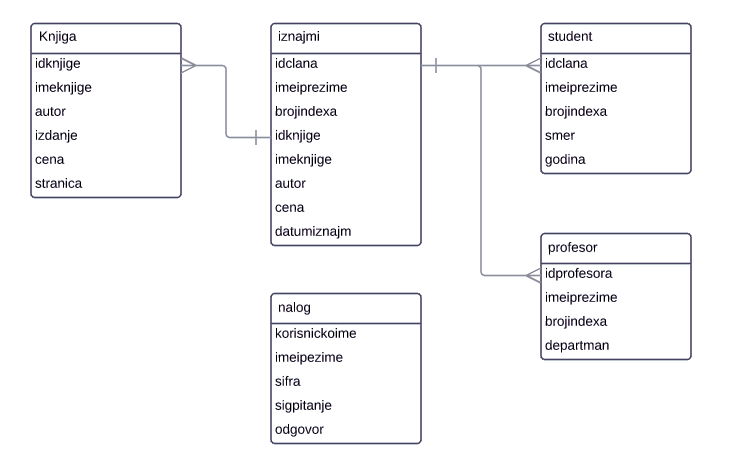 Knjiga
idknjige
imeknjige
autor
izdanje
cena
stranica
iznajmi
idclana
imeiprezime
brojindexa
idknjige
imeknjige
autor
cena
datumiznajm
student
idclana
imeiprezime
brojindexa
smer
godina
profesor
idprofesora
imeiprezime
brojindexa
departman
nalog
korisnickoime
imeipezime
sifra
sigpitanje
odgovor